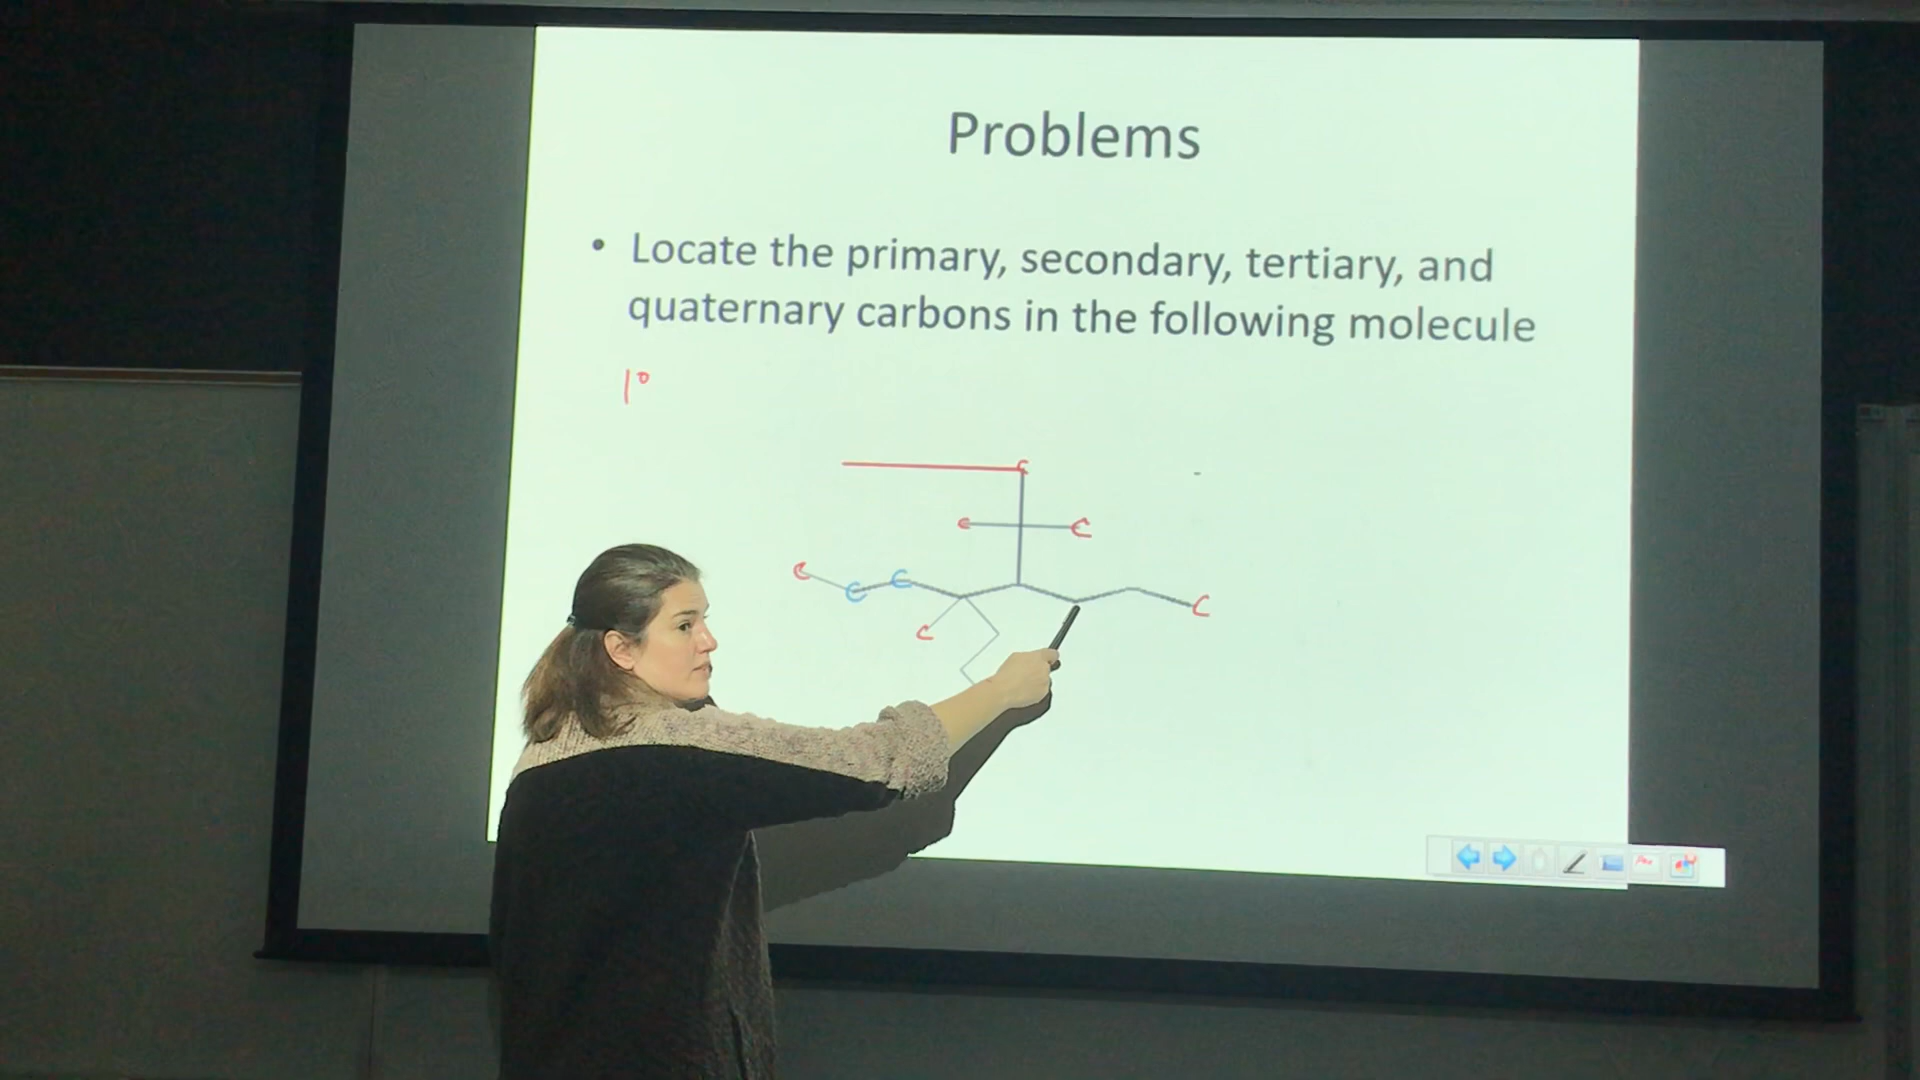 Problems
• Locate the primary, secondary, tertiary, and
quaternary carbons in the following molecule
1°
C
C C
C C C
C C